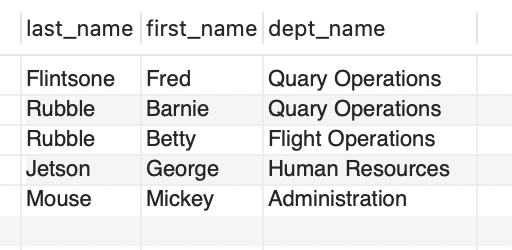 last_name first_name dept_name
Flintsone Fred Quary Operations
Rubble Barnie Quary Operations
Rubble Betty Flight Operations
Jetson George Human Resources
Mouse Mickey Administration